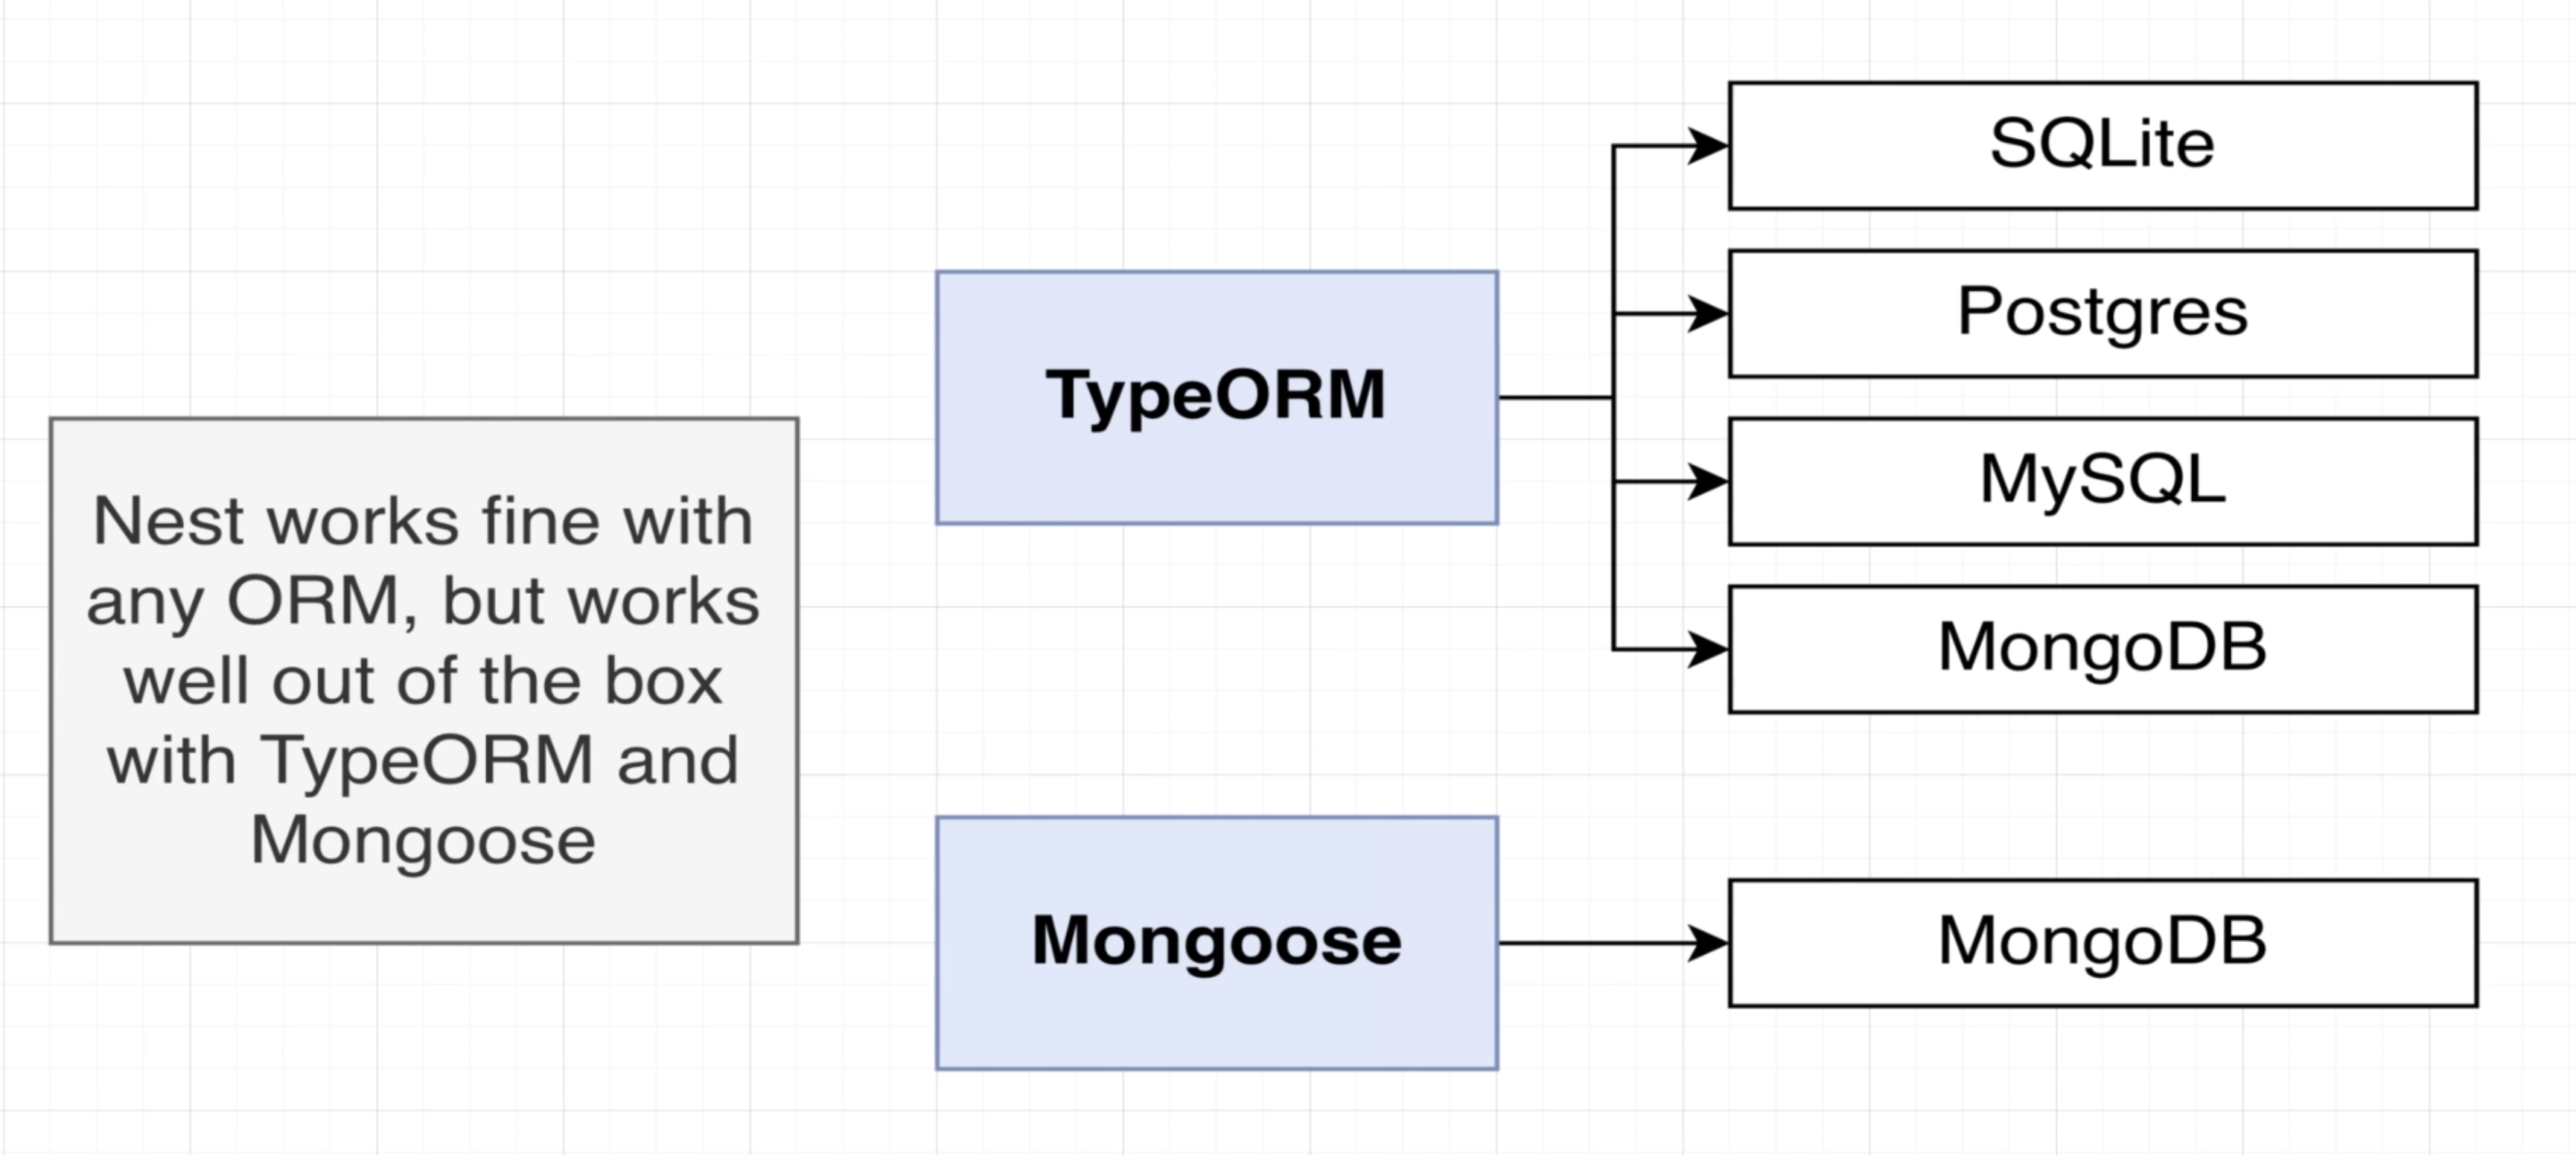 Nest works fine with
any ORM, but works
well out of the box
with TypeORM and
Mongoose
TypeORM
SQLite
Postgres
MySQL
MongoDB
Mongoose
MongoDB